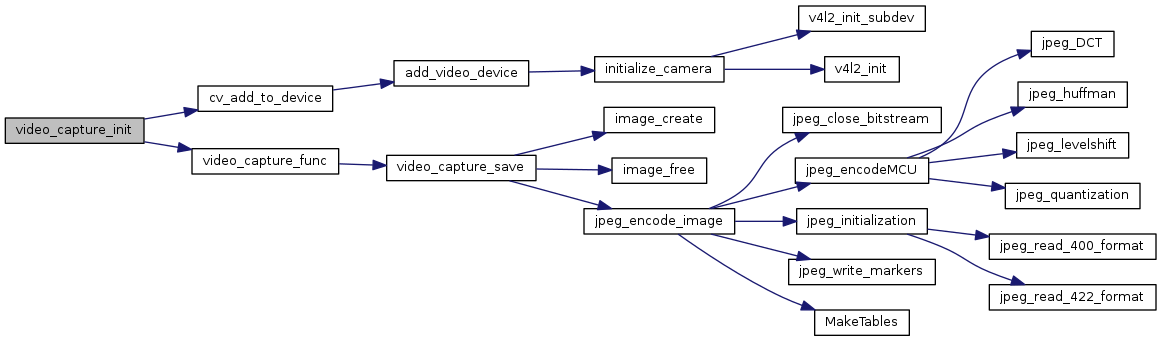 video_capture_init
cv_add_to_device
video_capture_func
add_video_device
video_capture_save
initialize_camera
image_create
image_free
jpeg_encode_image
v4l2_init_subdev
v4l2_init
jpeg_close_bitstream
jpeg_encodeMCU
jpeg_initialization
jpeg_write_markers
MakeTables
jpeg_DCT
jpeg_huffman
jpeg_levelshift
jpeg_quantization
jpeg_read_400_format
jpeg_read_422_format